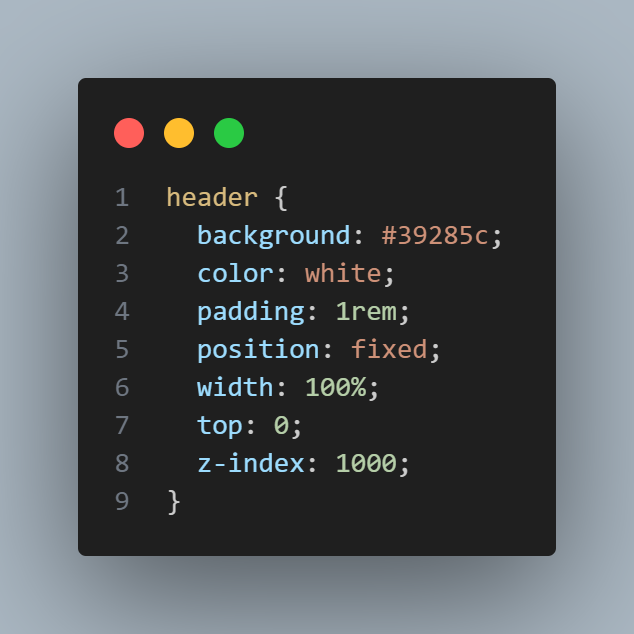 1 header {
2   background: #39285c;
3   color: white;
4   padding: 1rem;
5   position: fixed;
6   width: 100%;
7   top: 0;
8   z-index: 1000;
9 }